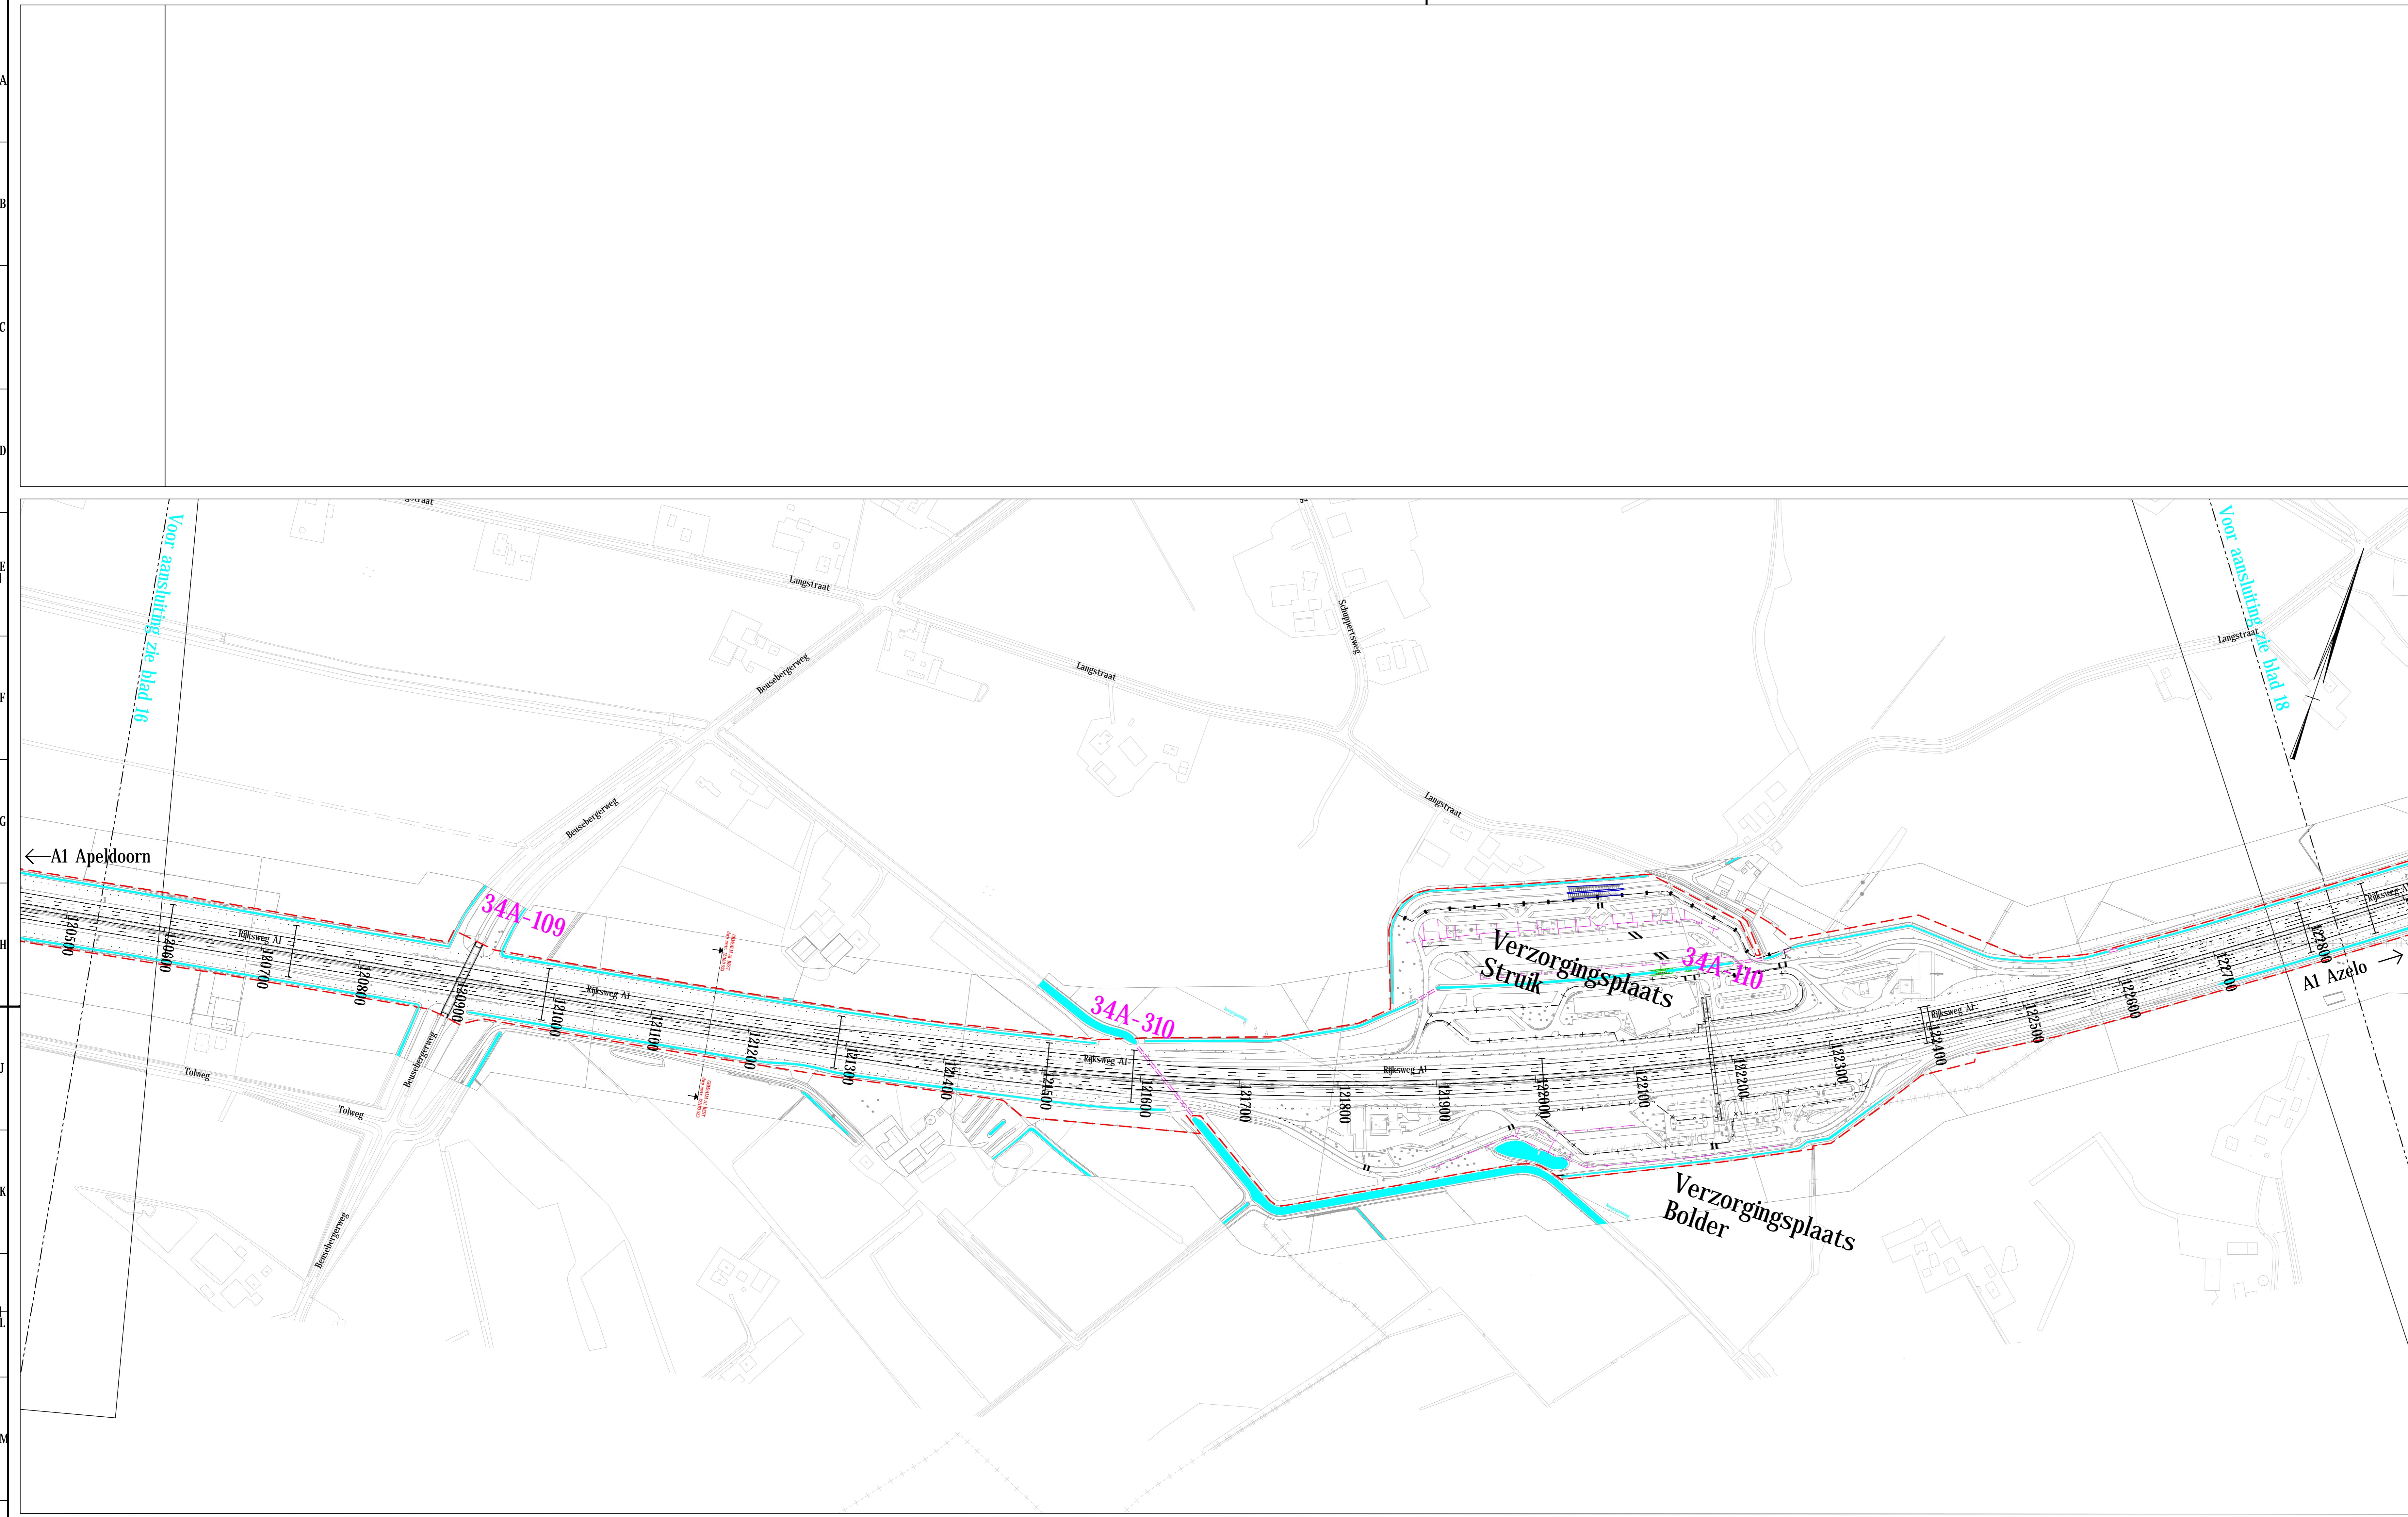 A
B
C
D
E
F
G
H
J
K
L
M
Voor aansluiting zie blad 16
Voor aansluiting zie blad 18
Langstraat
Langstraat
Langstraat
Langstraat
Schuppertsweg
Beusebergerweg
Beusebergerweg
A1 Apeldoorn
34A-109
Rijksweg A1
Rijksweg A1
Rijksweg A1
Rijksweg A1
Rijksweg A1
Rijksweg A1
34A-310
34A-110
Verzorgingsplaats
Struik
A1 Azelo
120500
120600
120700
120800
120900
121000
121100
121200
121300
121400
121500
121600
121700
121800
121900
122000
122100
122200
122300
122400
122500
122600
122700
122800
Tolweg
Tolweg
Beusebergerweg
Beusebergerweg
Verzorgingsplaats
Bolder